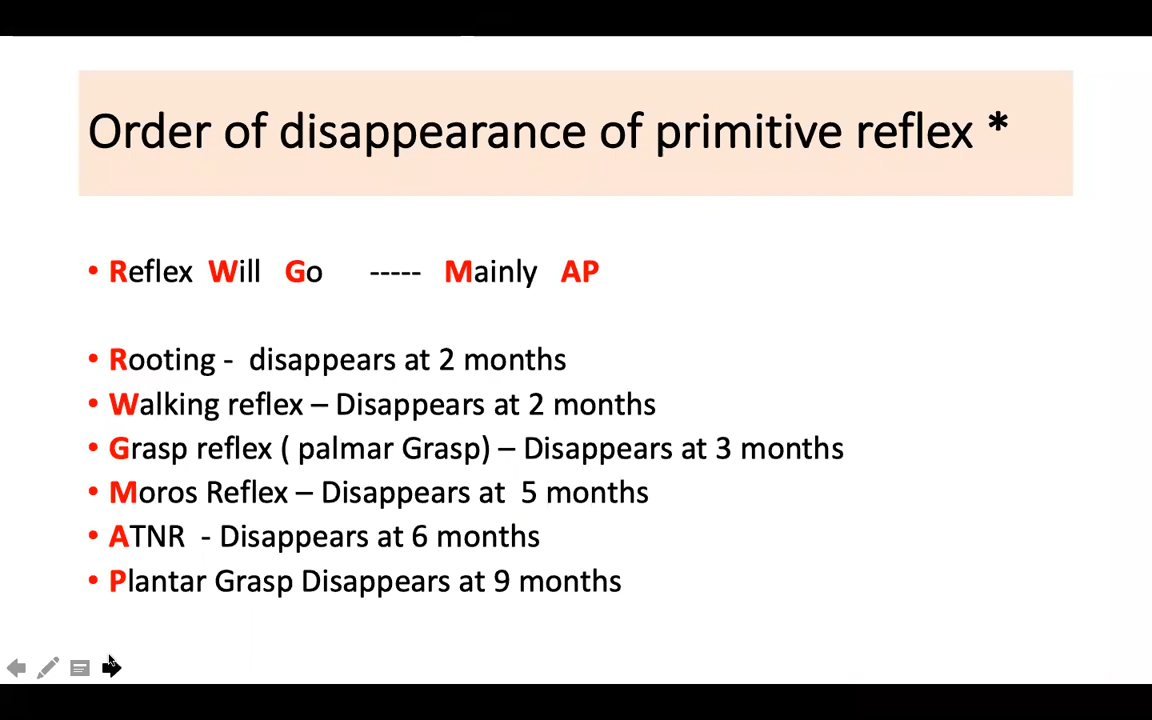 Order of disappearance of primitive reflex *
• Reflex Will Go ----- Mainly AP
• Rooting - disappears at 2 months
• Walking reflex – Disappears at 2 months
• Grasp reflex ( palmar Grasp) – Disappears at 3 months
• Moros Reflex – Disappears at 5 months
• ATNR - Disappears at 6 months
• Plantar Grasp Disappears at 9 months